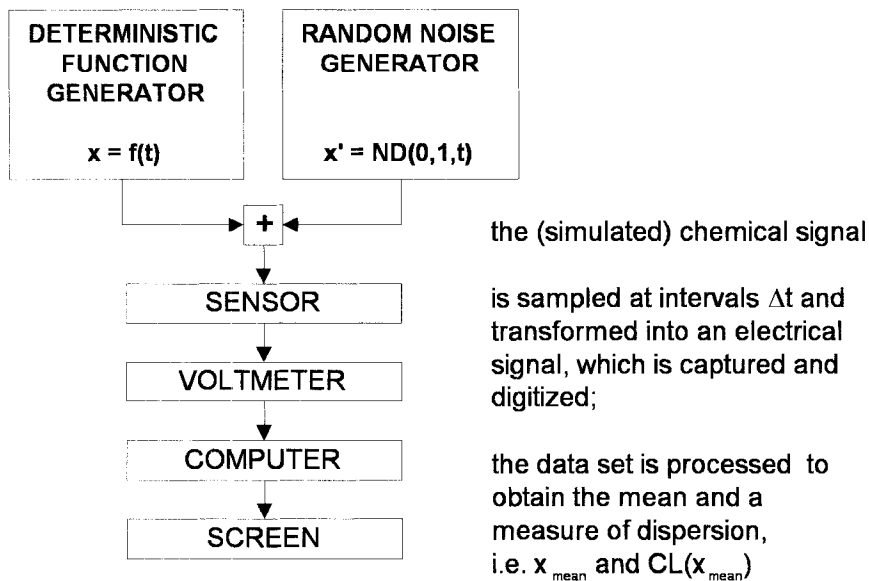 DETERMINISTIC
FUNCTION
GENERATOR
x = f(t)
RANDOM NOISE
GENERATOR
x' = ND(0,1,t)
+
the (simulated) chemical signal
SENSOR
is sampled at intervals Δt and
transformed into an electrical
signal, which is captured and
digitized;
VOLTMETER
COMPUTER
the data set is processed to
obtain the mean and a
measure of dispersion,
i.e. x mean and CL(x mean)
SCREEN